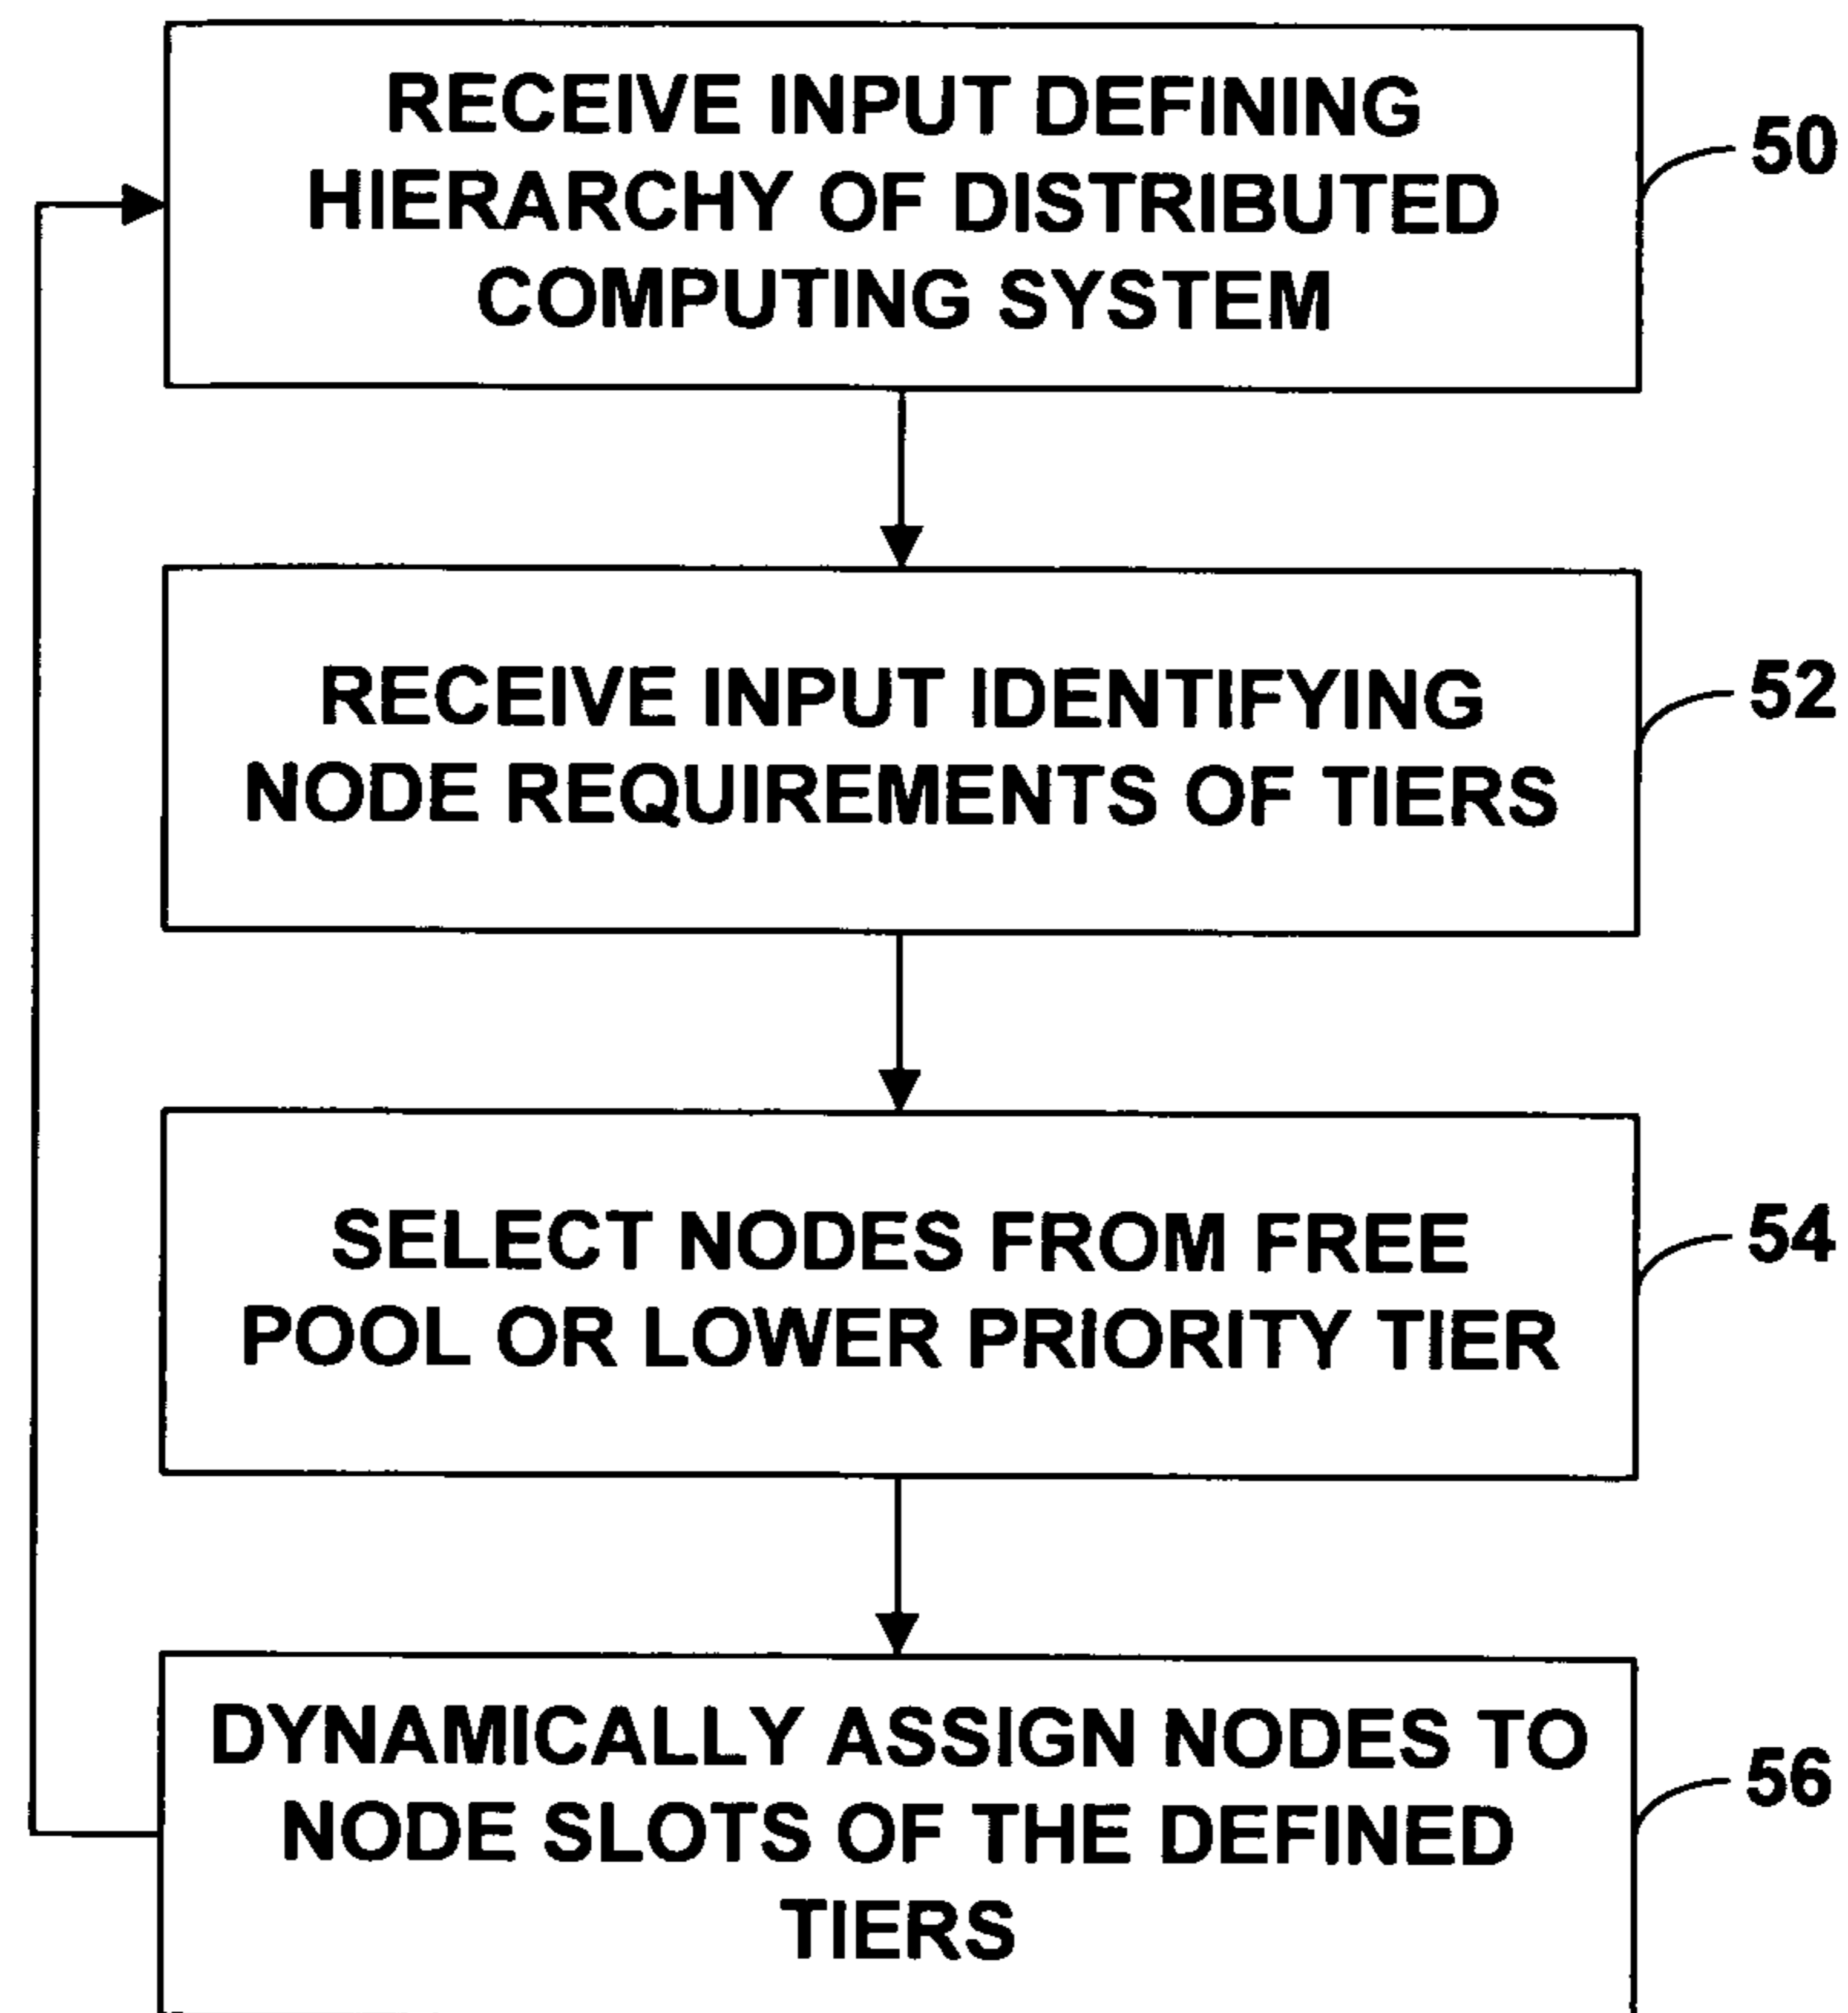 RECEIVE INPUT DEFINING
HIERARCHY OF DISTRIBUTED
COMPUTING SYSTEM
50
RECEIVE INPUT IDENTIFYING
NODE REQUIREMENTS OF TIERS
52
SELECT NODES FROM FREE
POOL OR LOWER PRIORITY TIER
54
DYNAMICALLY ASSIGN NODES TO
NODE SLOTS OF THE DEFINED
TIERS
56